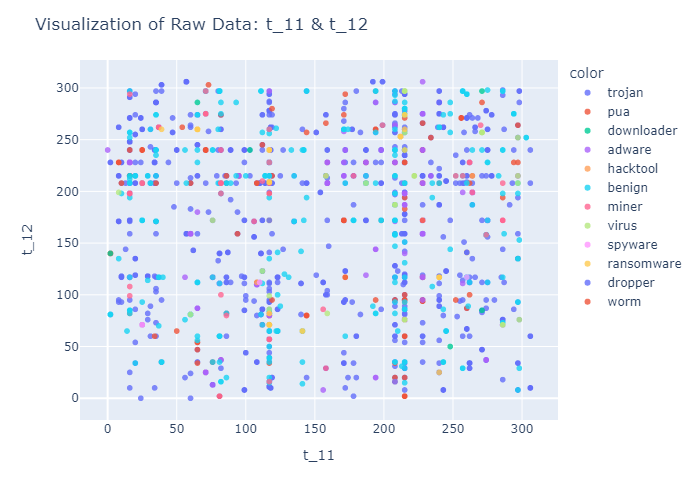 Visualization of Raw Data: t_11 & t_12
color
trojan
pua
downloader
adware
hacktool
benign
miner
virus
spyware
ransomware
dropper
worm
t_12
300
250
200
150
100
50
0
0 50 100 150 200 250 300
t_11